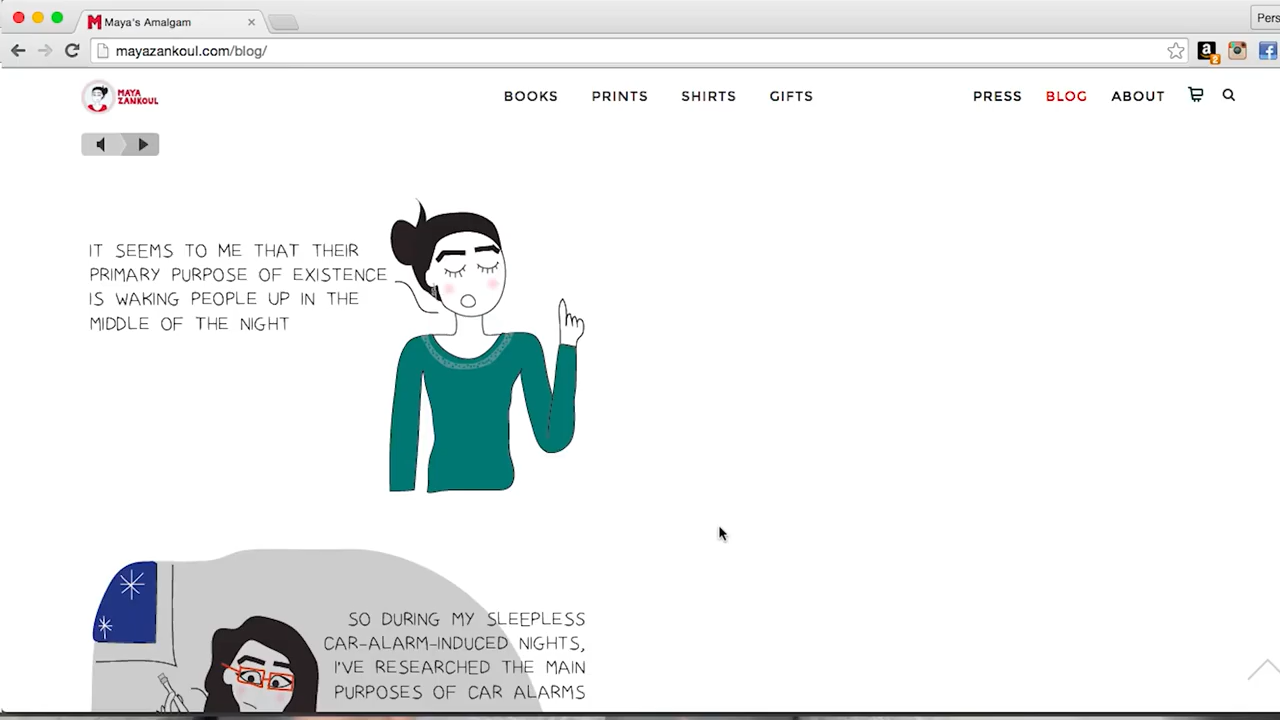 Maya's Amalgam
Pers
mayazankoul.com/blog/
2
MAYA
ZANKOUL
BOOKS PRINTS SHIRTS GIFTS PRESS BLOG ABOUT
IT SEEMS TO ME THAT THEIR
PRIMARY PURPOSE OF EXISTENCE
IS WAKING PEOPLE UP IN THE
MIDDLE OF THE NIGHT
SO DURING MY SLEEPLESS
CAR-ALARM-INDUCED NIGHTS,
I'VE RESEARCHED THE MAIN
PURPOSES OF CAR ALARMS